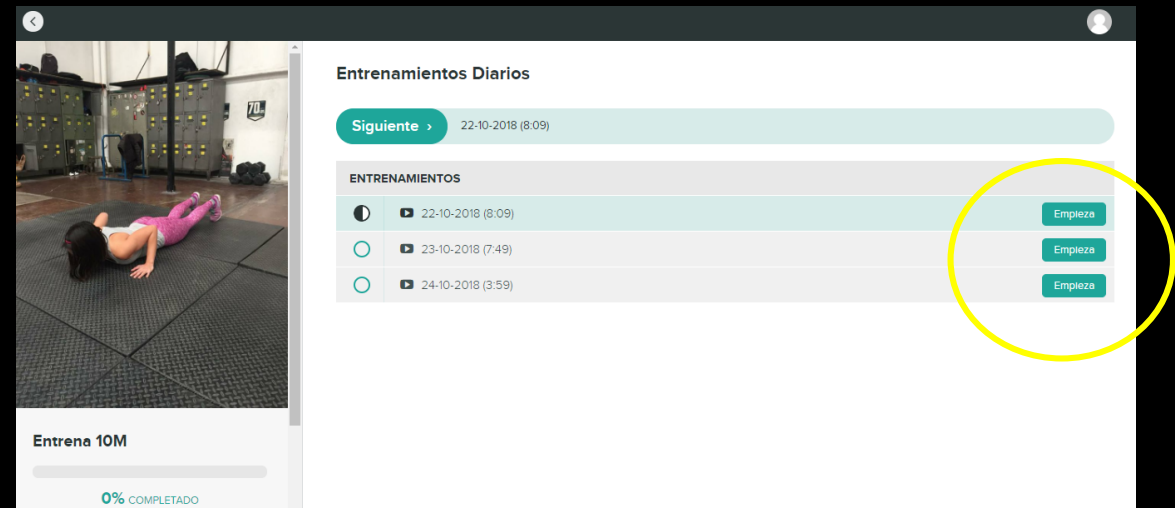 Entrenamientos Diarios
Siguiente › 22-10-2018 (8:09)
ENTRENAMIENTOS
22-10-2018 (8:09) Empieza
23-10-2018 (7:49) Empieza
24-10-2018 (3:59) Empieza
70
Entrena 10M
0% COMPLETADO